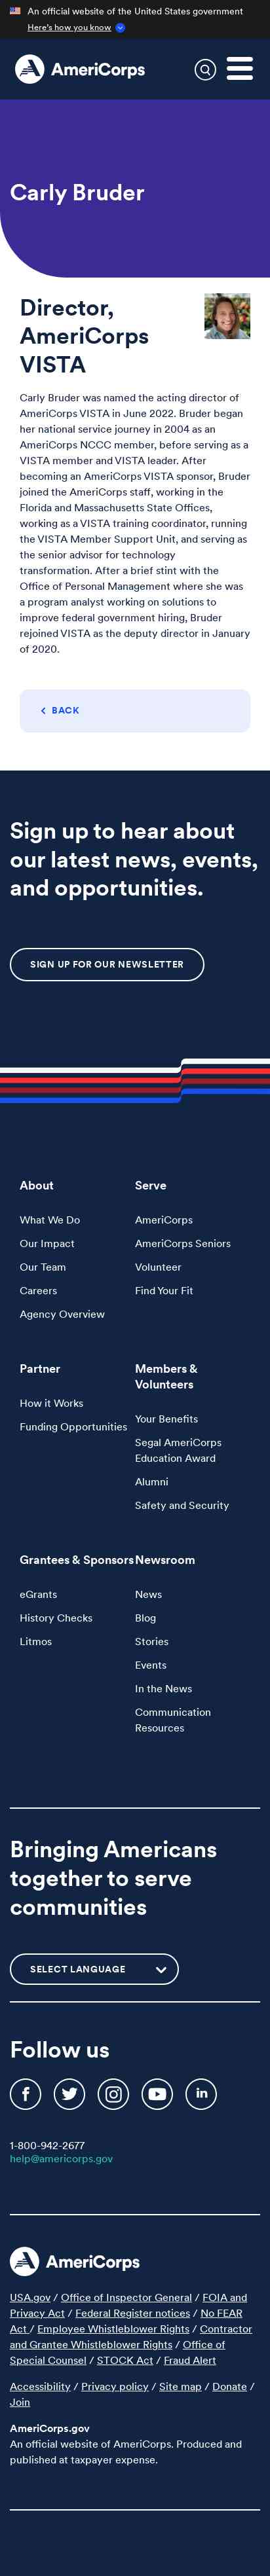 An official website of the United States government
Here's how you know
AmeriCorps
Carly Bruder
Director,
AmeriCorps
VISTA
Carly Bruder was named the acting director of
AmeriCorps VISTA in June 2022. Bruder began
her national service journey in 2004 as an
AmeriCorps NCCC member, before serving as a
VISTA member and VISTA leader. After
becoming an AmeriCorps VISTA sponsor, Bruder
joined the AmeriCorps staff, working in the
Florida and Massachusetts State Offices,
working as a VISTA training coordinator, running
the VISTA Member Support Unit, and serving as
the senior advisor for technology
transformation. After a brief stint with the
Office of Personal Management where she was
a program analyst working on solutions to
improve federal government hiring, Bruder
rejoined VISTA as the deputy director in January
of 2020.
BACK
Sign up to hear about
our latest news, events,
and opportunities.
SIGN UP FOR OUR NEWSLETTER
About
What We Do
Our Impact
Our Team
Careers
Agency Overview
Serve
AmeriCorps
AmeriCorps Seniors
Volunteer
Find Your Fit
Partner
How it Works
Funding Opportunities
Members &
Volunteers
Your Benefits
Segal AmeriCorps
Education Award
Alumni
Safety and Security
Grantees & Sponsors
eGrants
History Checks
Litmos
Newsroom
News
Blog
Stories
Events
In the News
Communication
Resources
Bringing Americans
together to serve
communities
SELECT LANGUAGE
Follow us
1-800-942-2677
help@americorps.gov
AmeriCorps
USA.gov / Office of Inspector General / FOIA and
Privacy Act / Federal Register notices / No FEAR
Act / Employee Whistleblower Rights / Contractor
and Grantee Whistleblower Rights / Office of
Special Counsel / STOCK Act / Fraud Alert
Accessibility / Privacy policy / Site map / Donate /
Join
AmeriCorps.gov
An official website of AmeriCorps. Produced and
published at taxpayer expense.